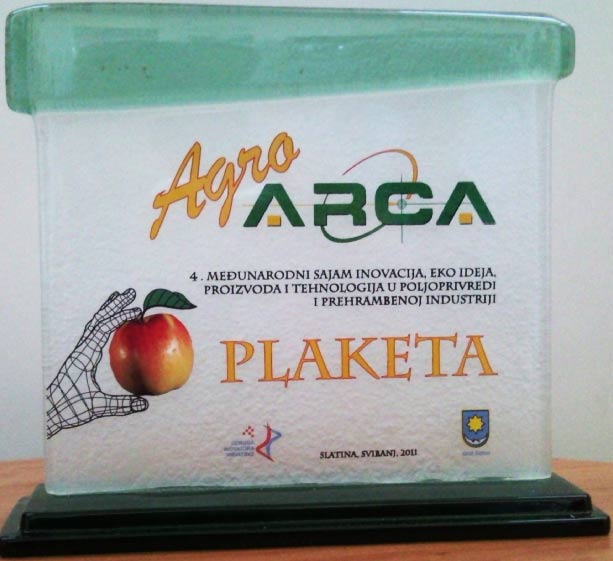 Agro
ARCA
4. MEĐUNARODNI SAJAM INOVACIJA, EKO IDEJA,
PROIZVODA I TEHNOLOGIJA U POLJOPRIVREDI
I PREHRAMBENOJ INDUSTRIJI
PLAKETA
SLATINA, SVIBANJ, 2011